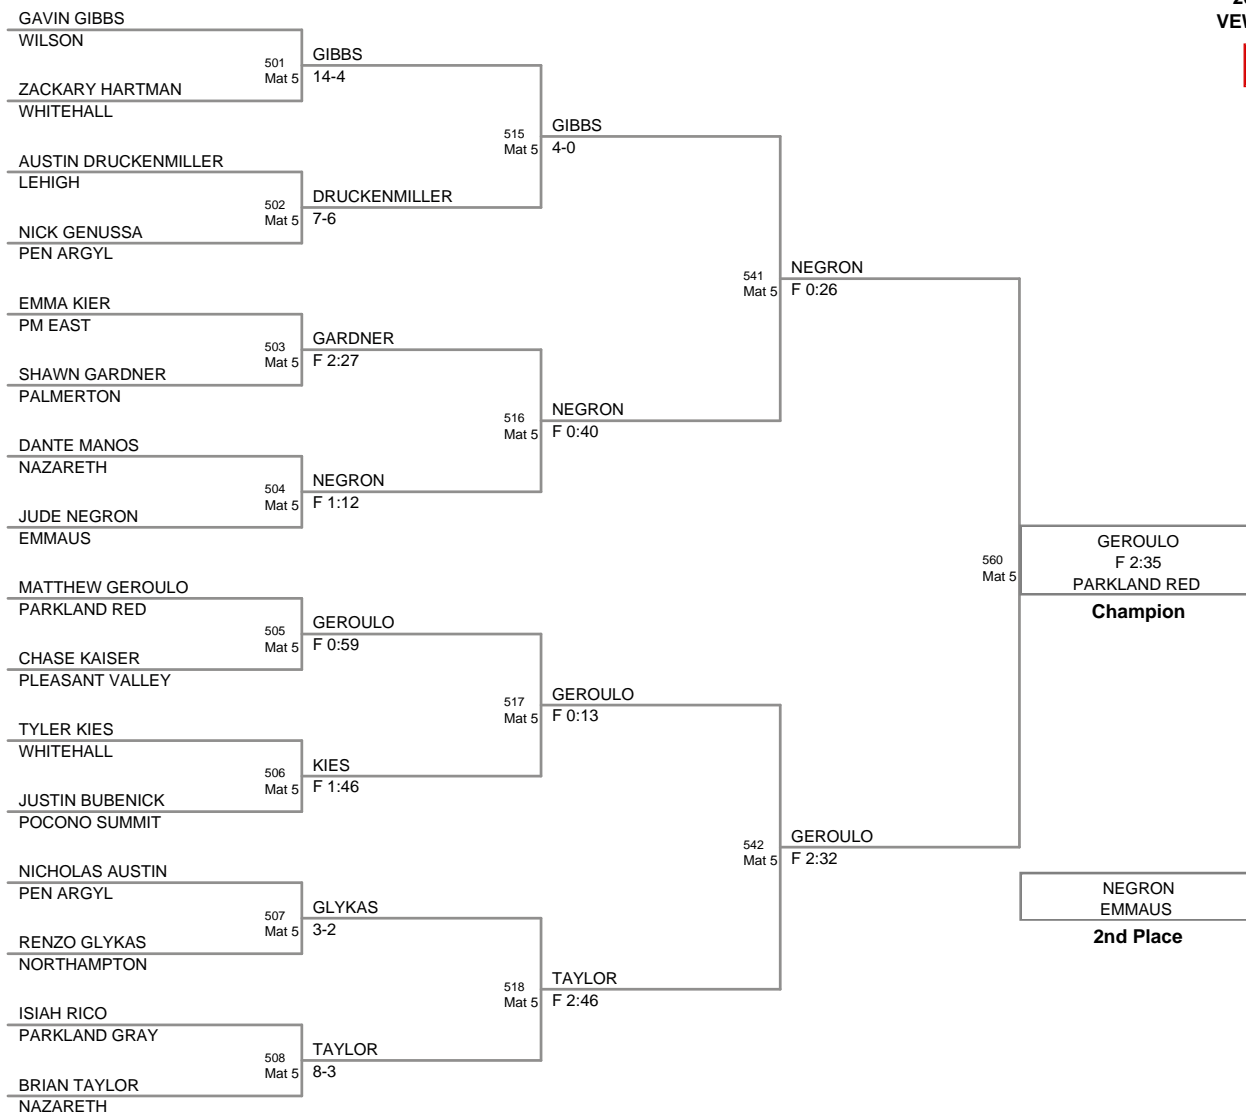 GAVIN GIBBS
WILSON
501
Mat 5
GIBBS
14-4
ZACKARY HARTMAN
WHITEHALL
515
Mat 5
GIBBS
4-0
AUSTIN DRUCKENMILLER
LEHIGH
502
Mat 5
DRUCKENMILLER
7-6
NICK GENUSSA
PEN ARGYL
541
Mat 5
NEGRON
F 0:26
EMMA KIER
PM EAST
503
Mat 5
GARDNER
F 2:27
SHAWN GARDNER
PALMERTON
516
Mat 5
NEGRON
F 0:40
DANTE MANOS
NAZARETH
504
Mat 5
NEGRON
F 1:12
JUDE NEGRON
EMMAUS
560
Mat 5
GEROULO
F 2:35
PARKLAND RED
Champion
MATTHEW GEROULO
PARKLAND RED
505
Mat 5
GEROULO
F 0:59
CHASE KAISER
PLEASANT VALLEY
517
Mat 5
GEROULO
F 0:13
TYLER KIES
WHITEHALL
506
Mat 5
KIES
F 1:46
JUSTIN BUBENICK
POCONO SUMMIT
542
Mat 5
GEROULO
F 2:32
NICHOLAS AUSTIN
PEN ARGYL
507
Mat 5
GLYKAS
3-2
RENZO GLYKAS
NORTHAMPTON
518
Mat 5
TAYLOR
F 2:46
ISIAH RICO
PARKLAND GRAY
508
Mat 5
TAYLOR
8-3
BRIAN TAYLOR
NAZARETH
NEGRON
EMMAUS
2nd Place